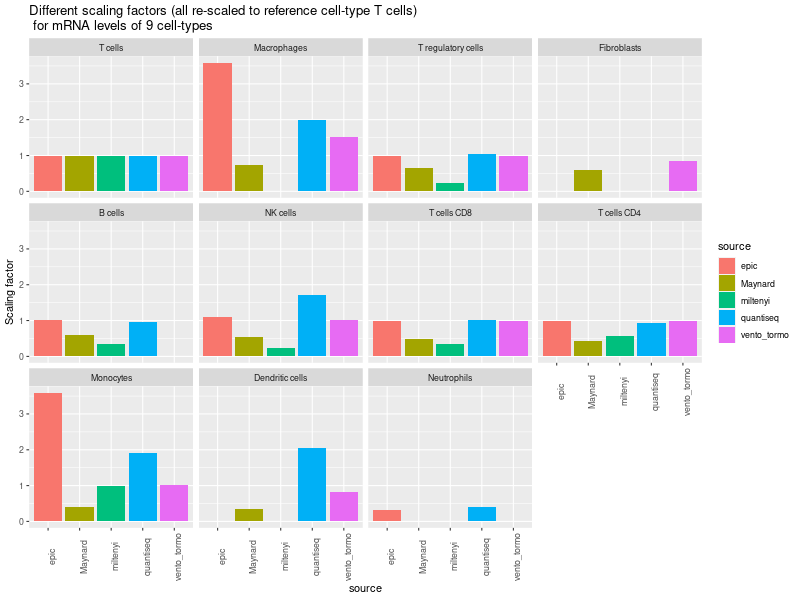 Different scaling factors (all re-scaled to reference cell-type T cells)
for mRNA levels of 9 cell-types
T cells
Macrophages
T regulatory cells
Fibroblasts
3
2
1
0
B cells
NK cells
T cells CD8
T cells CD4
3
2
1
0
Monocytes
Dendritic cells
Neutrophils
3
2
1
0
Scaling factor
epic
Maynard
miltenyi
quantiseq
vento_tormo
epic
Maynard
miltenyi
quantiseq
vento_tormo
epic
Maynard
miltenyi
quantiseq
vento_tormo
epic
Maynard
miltenyi
quantiseq
vento_tormo
source
source
epic
Maynard
miltenyi
quantiseq
vento_tormo